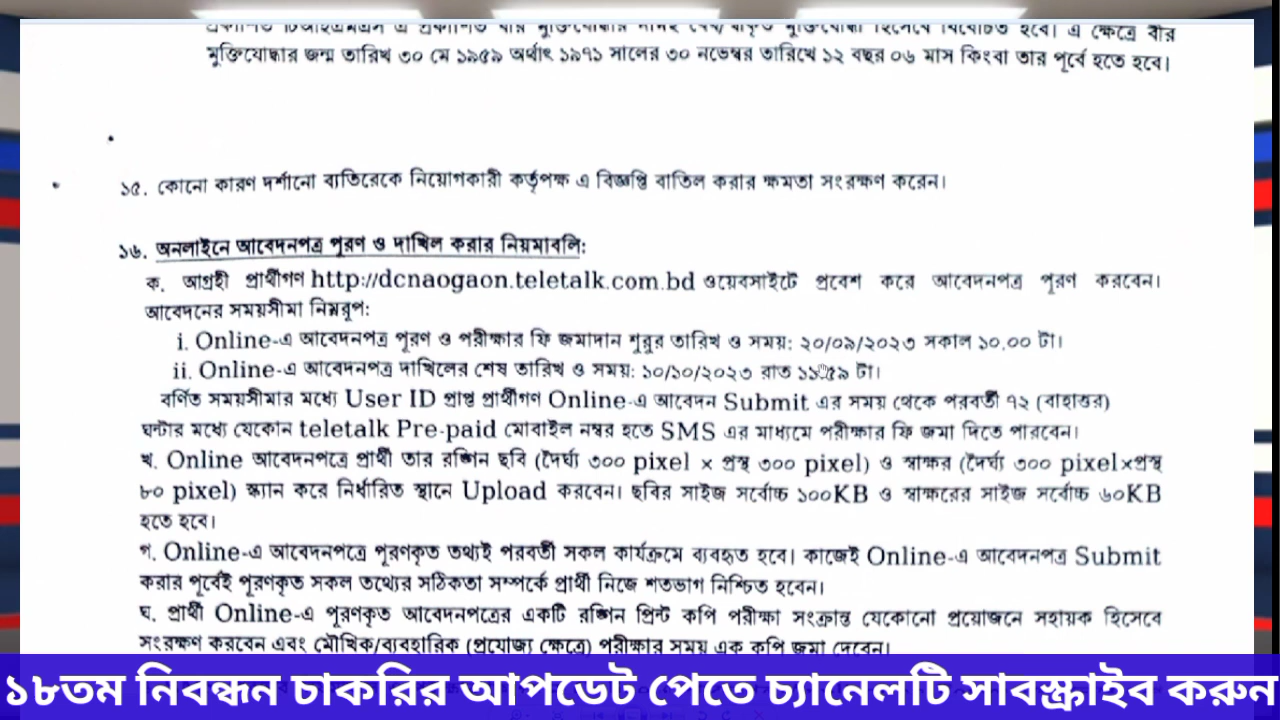 মুক্তিযোদ্ধার জন্ম তারিখ ৩০ মে ১৯৫৯ অর্থাৎ ১৯৭১ সালের ৩০ নভেম্বর তারিখে ১২ বছর ০৬ মাস কিংবা তার পূর্বে হতে হবে।
১৫. কোনো কারণ দর্শানো ব্যতিরেকে নিয়োগকারী কর্তৃপক্ষ এ বিজ্ঞপ্তি বাতিল করার ক্ষমতা সংরক্ষণ করেন।
১৬. অনলাইনে আবেদনপত্র পূরণ ও দাখিল করার নিয়মাবলি:
ক. আগ্রহী প্রার্থীগণ http://dcnaogaon.teletalk.com.bd ওয়েবসাইটে প্রবেশ করে আবেদনপত্র পূরণ করবেন।
আবেদনের সময়সীমা নিম্নরূপ:
i. Online-এ আবেদনপত্র পূরণ ও পরীক্ষার ফি জমাদান শুরুর তারিখ ও সময়: ২০/০৯/২০২৩ সকাল ১০.০০ টা।
ii. Online-এ আবেদনপত্র দাখিলের শেষ তারিখ ও সময়: ১০/১০/২০২৩ রাত ১১:৫৯ টা।
বর্ণিত সময়সীমার মধ্যে User ID প্রাপ্ত প্রার্থীগণ Online-এ আবেদন Submit এর সময় থেকে পরবর্তী ৭২ (বাহাত্তর)
ঘন্টার মধ্যে যেকোন teletalk Pre-paid মোবাইল নম্বর হতে SMS এর মাধ্যমে পরীক্ষার ফি জমা দিতে পারবেন।
খ. Online আবেদনপত্রে প্রার্থী তার রঙ্গিন ছবি (দৈর্ঘ্য ৩০০ pixel × প্রস্থ ৩০০ pixel) ও স্বাক্ষর (দৈর্ঘ্য ৩০০ pixel×প্রস্থ
৮০ pixel) স্ক্যান করে নির্ধারিত স্থানে Upload করবেন। ছবির সাইজ সর্বোচ্চ ১০০KB ও স্বাক্ষরের সাইজ সর্বোচ্চ ৬০KB
হতে হবে।
গ. Online-এ আবেদনপত্রে পূরণকৃত তথ্যই পরবর্তী সকল কার্যক্রমে ব্যবহৃত হবে। কাজেই Online-এ আবেদনপত্র Submit
করার পূর্বেই পূরণকৃত সকল তথ্যের সঠিকতা সম্পর্কে প্রার্থী নিজে শতভাগ নিশ্চিত হবেন।
ঘ. প্রার্থী Online-এ পূরণকৃত আবেদনপত্রের একটি রঙ্গিন প্রিন্ট কপি পরীক্ষা সংক্রান্ত যেকোনো প্রয়োজনে সহায়ক হিসেবে
সংরক্ষণ করবেন এবং মৌখিক/ব্যবহারিক (প্রযোজ্য ক্ষেত্রে) পরীক্ষার সময় এক কপি জমা দেবেন।
১৮তম নিবন্ধন চাকরির আপডেট পেতে চ্যানেলটি সাবস্ক্রাইব করুন